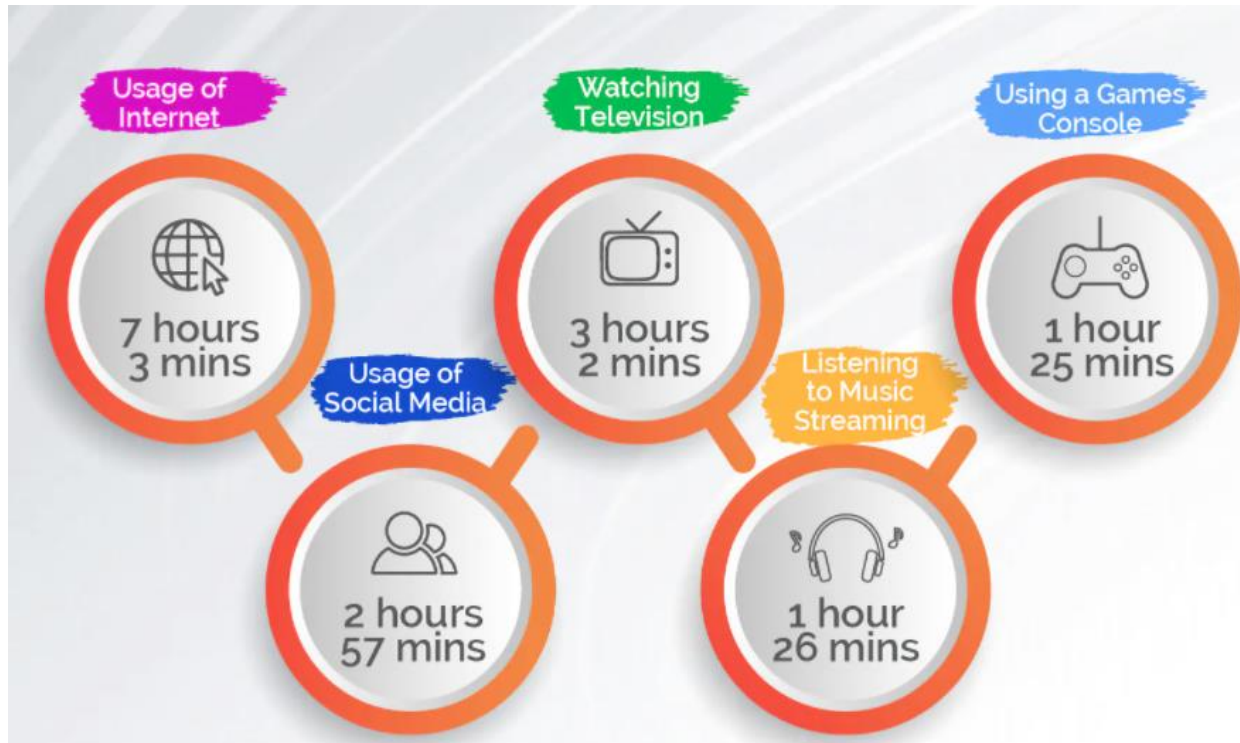 Usage of
Internet
7 hours
3 mins
Usage of
Social Media
2 hours
57 mins
Watching
Television
3 hours
2 mins
Listening
to Music
Streaming
1 hour
26 mins
Using a Games
Console
1 hour
25 mins